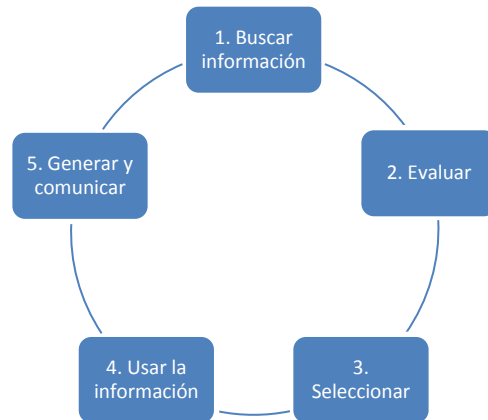 1. Buscar
información
2. Evaluar
3.
Seleccionar
4. Usar la
información
5. Generar y
comunicar